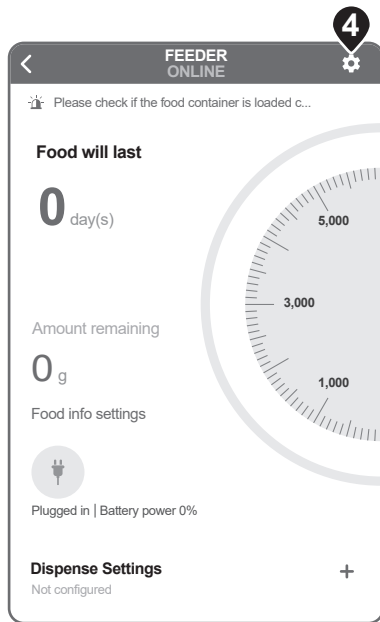 4
FEEDER
ONLINE
Please check if the food container is loaded c...
Food will last
0 day(s)
5,000
3,000
Amount remaining
0 g
1,000
Food info settings
Plugged in | Battery power 0%
Dispense Settings
+
Not configured